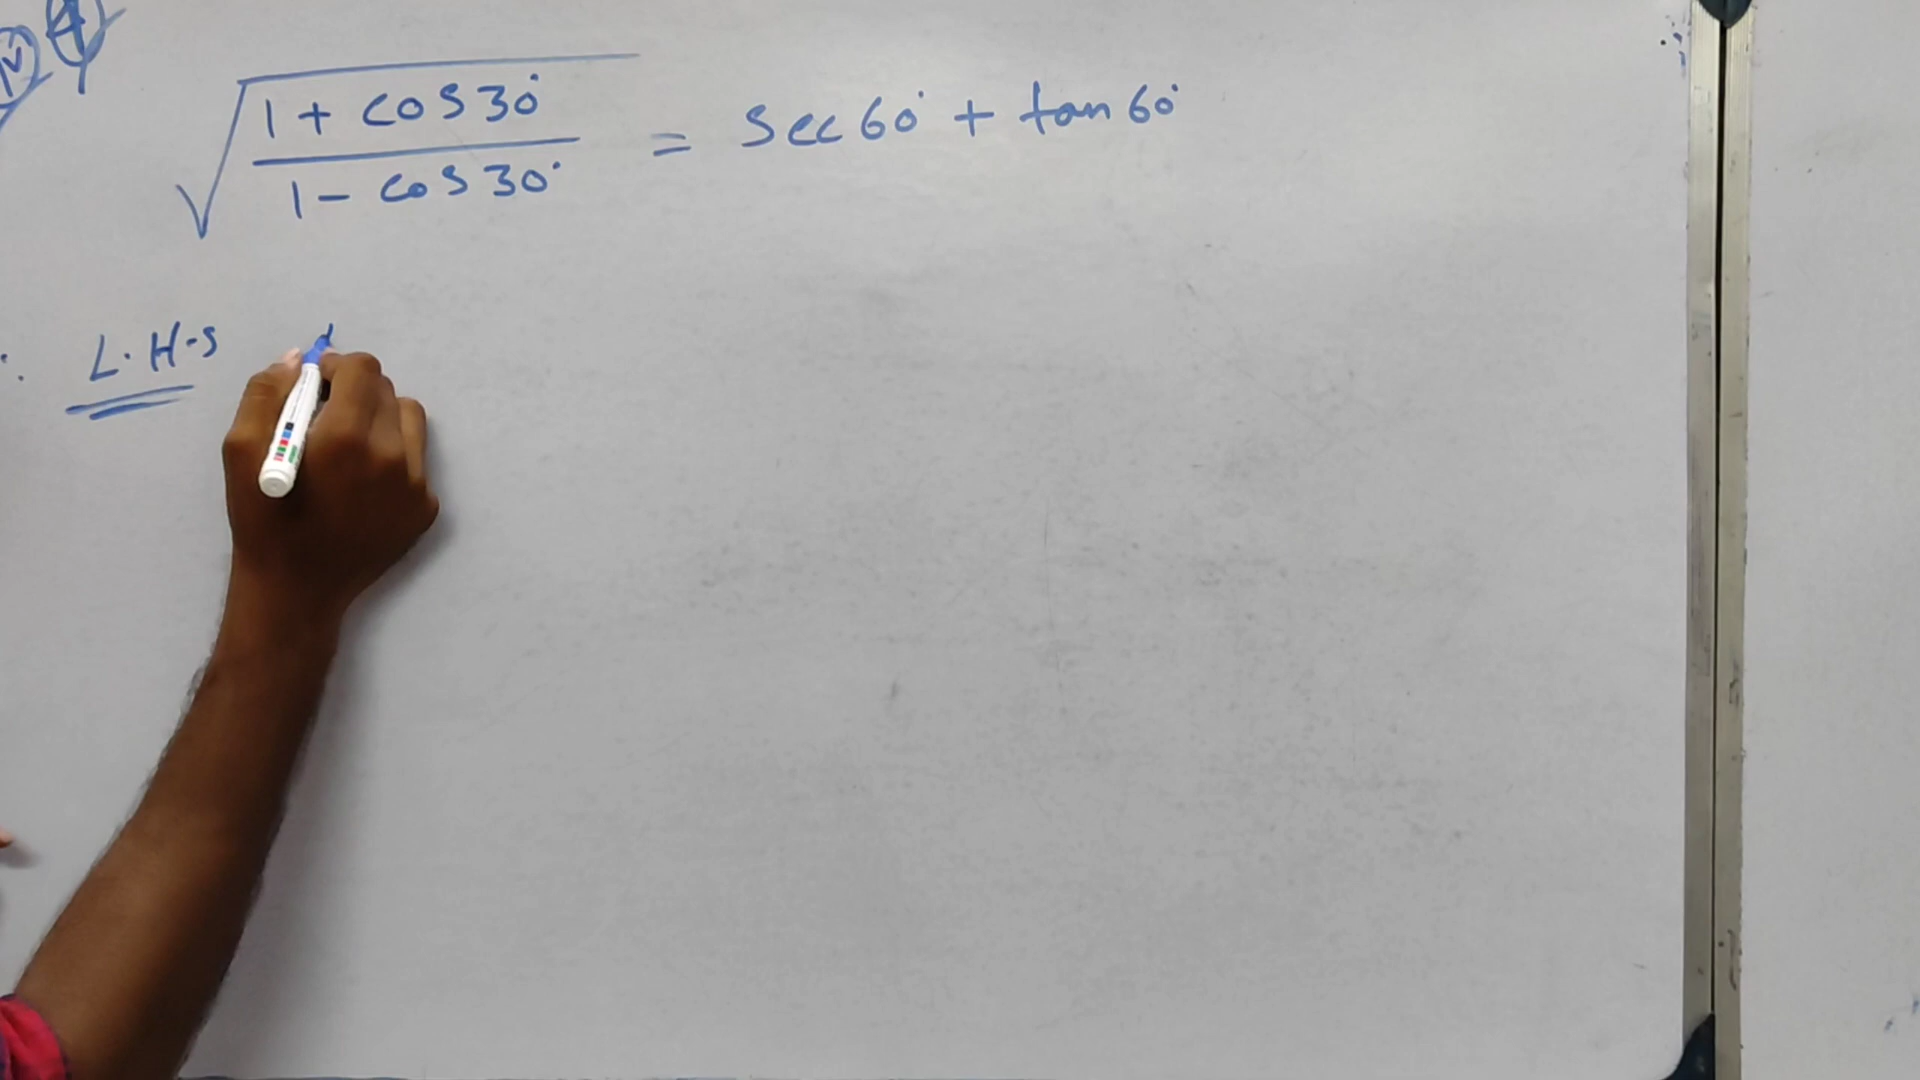 √(1 + cos 30° / 1 - cos 30°) = sec 60° + tan 60°
L.H.S